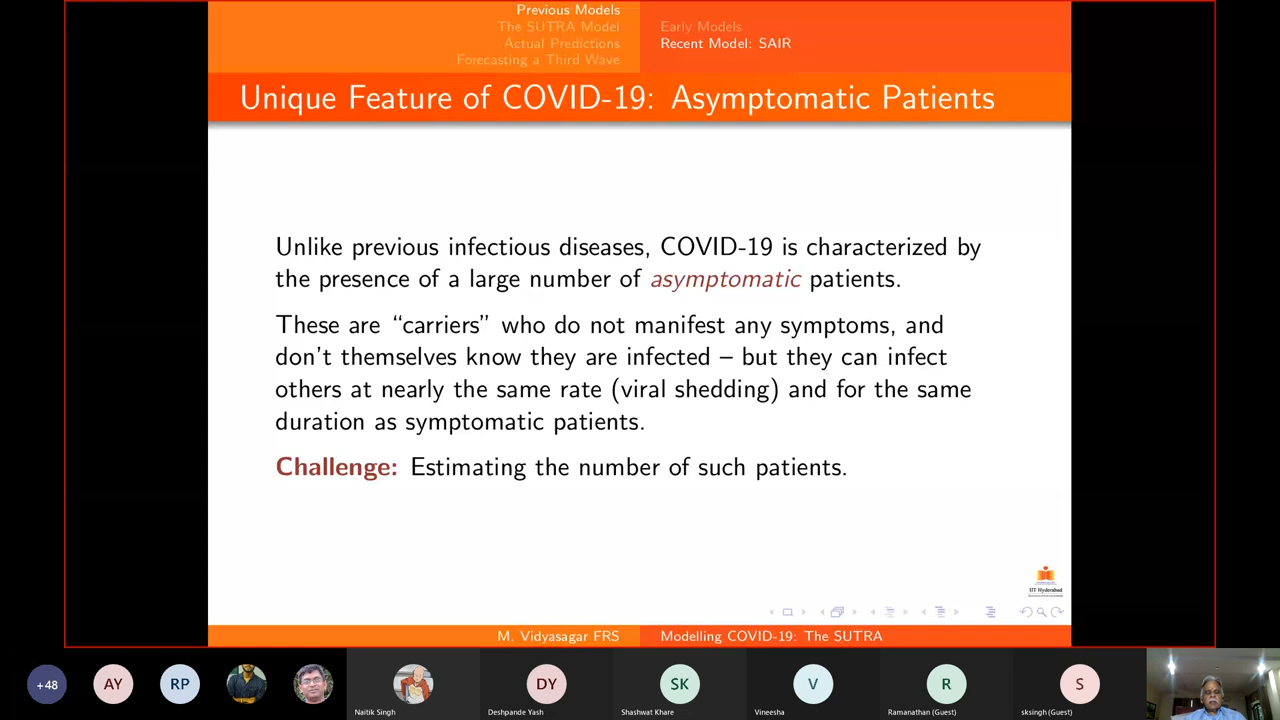 Previous Models
The SUTRA Model
Actual Predictions
Forecasting a Third Wave
Early Models
Recent Model: SAIR
Unique Feature of COVID-19: Asymptomatic Patients
Unlike previous infectious diseases, COVID-19 is characterized by
the presence of a large number of asymptomatic patients.
These are “carriers” who do not manifest any symptoms, and
don't themselves know they are infected – but they can infect
others at nearly the same rate (viral shedding) and for the same
duration as symptomatic patients.
Challenge: Estimating the number of such patients.
IIT Hyderabad
M. Vidyasagar FRS
Modelling COVID-19: The SUTRA
+48
AY
RP
DY
SK
V
R
S
Naitik Singh
Deshpande Yash
Shashwat Khare
Vineesha
Ramanathan (Guest)
sksingh (Guest)